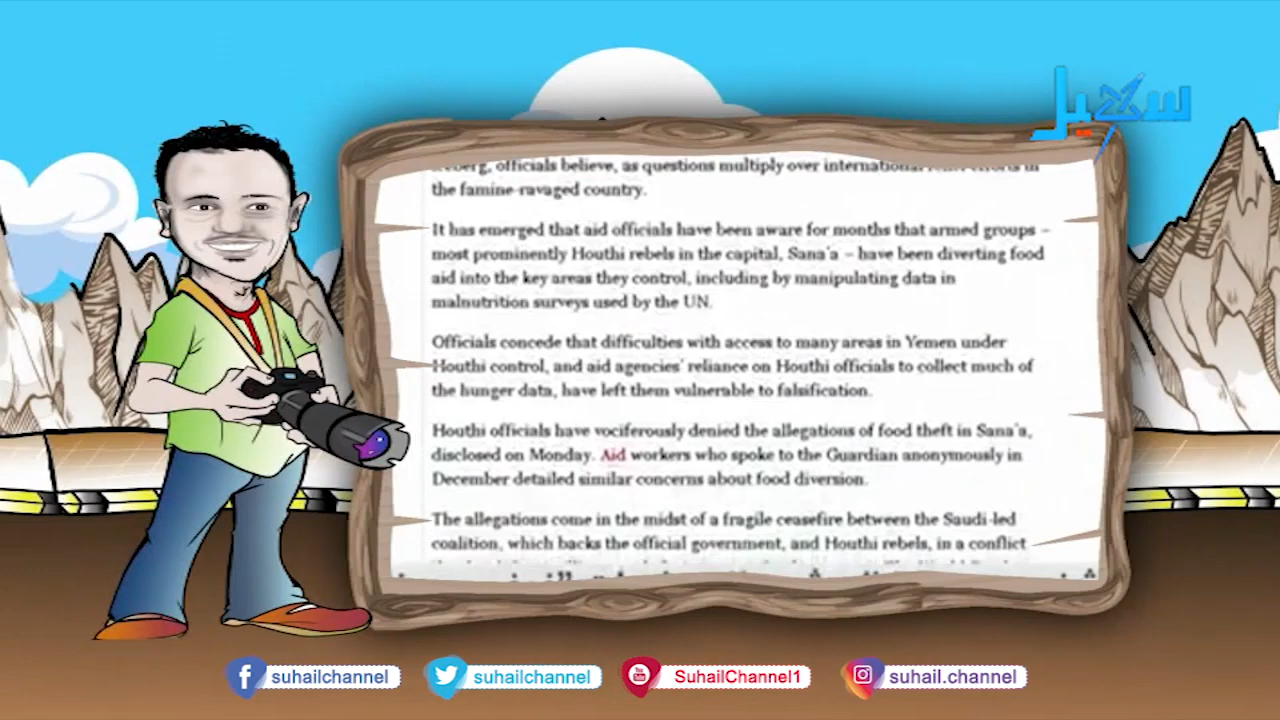 سهيل
officials believe, as questions multiply over international
the famine-ravaged country.
It has emerged that aid officials have been aware for months that armed groups –
most prominently Houthi rebels in the capital, Sana'a – have been diverting food
aid into the key areas they control, including by manipulating data in
malnutrition surveys used by the UN.
Officials concede that difficulties with access to many areas in Yemen under
Houthi control, and aid agencies' reliance on Houthi officials to collect much of
the hunger data, have left them vulnerable to falsification.
Houthi officials have vociferously denied the allegations of food theft in Sana'a,
disclosed on Monday. Aid workers who spoke to the Guardian anonymously in
December detailed similar concerns about food diversion.
The allegations come in the midst of a fragile ceasefire between the Saudi-led
coalition, which backs the official government, and Houthi rebels, in a conflict
suhailchannel
suhailchannel
SuhailChannel1
suhail.channel